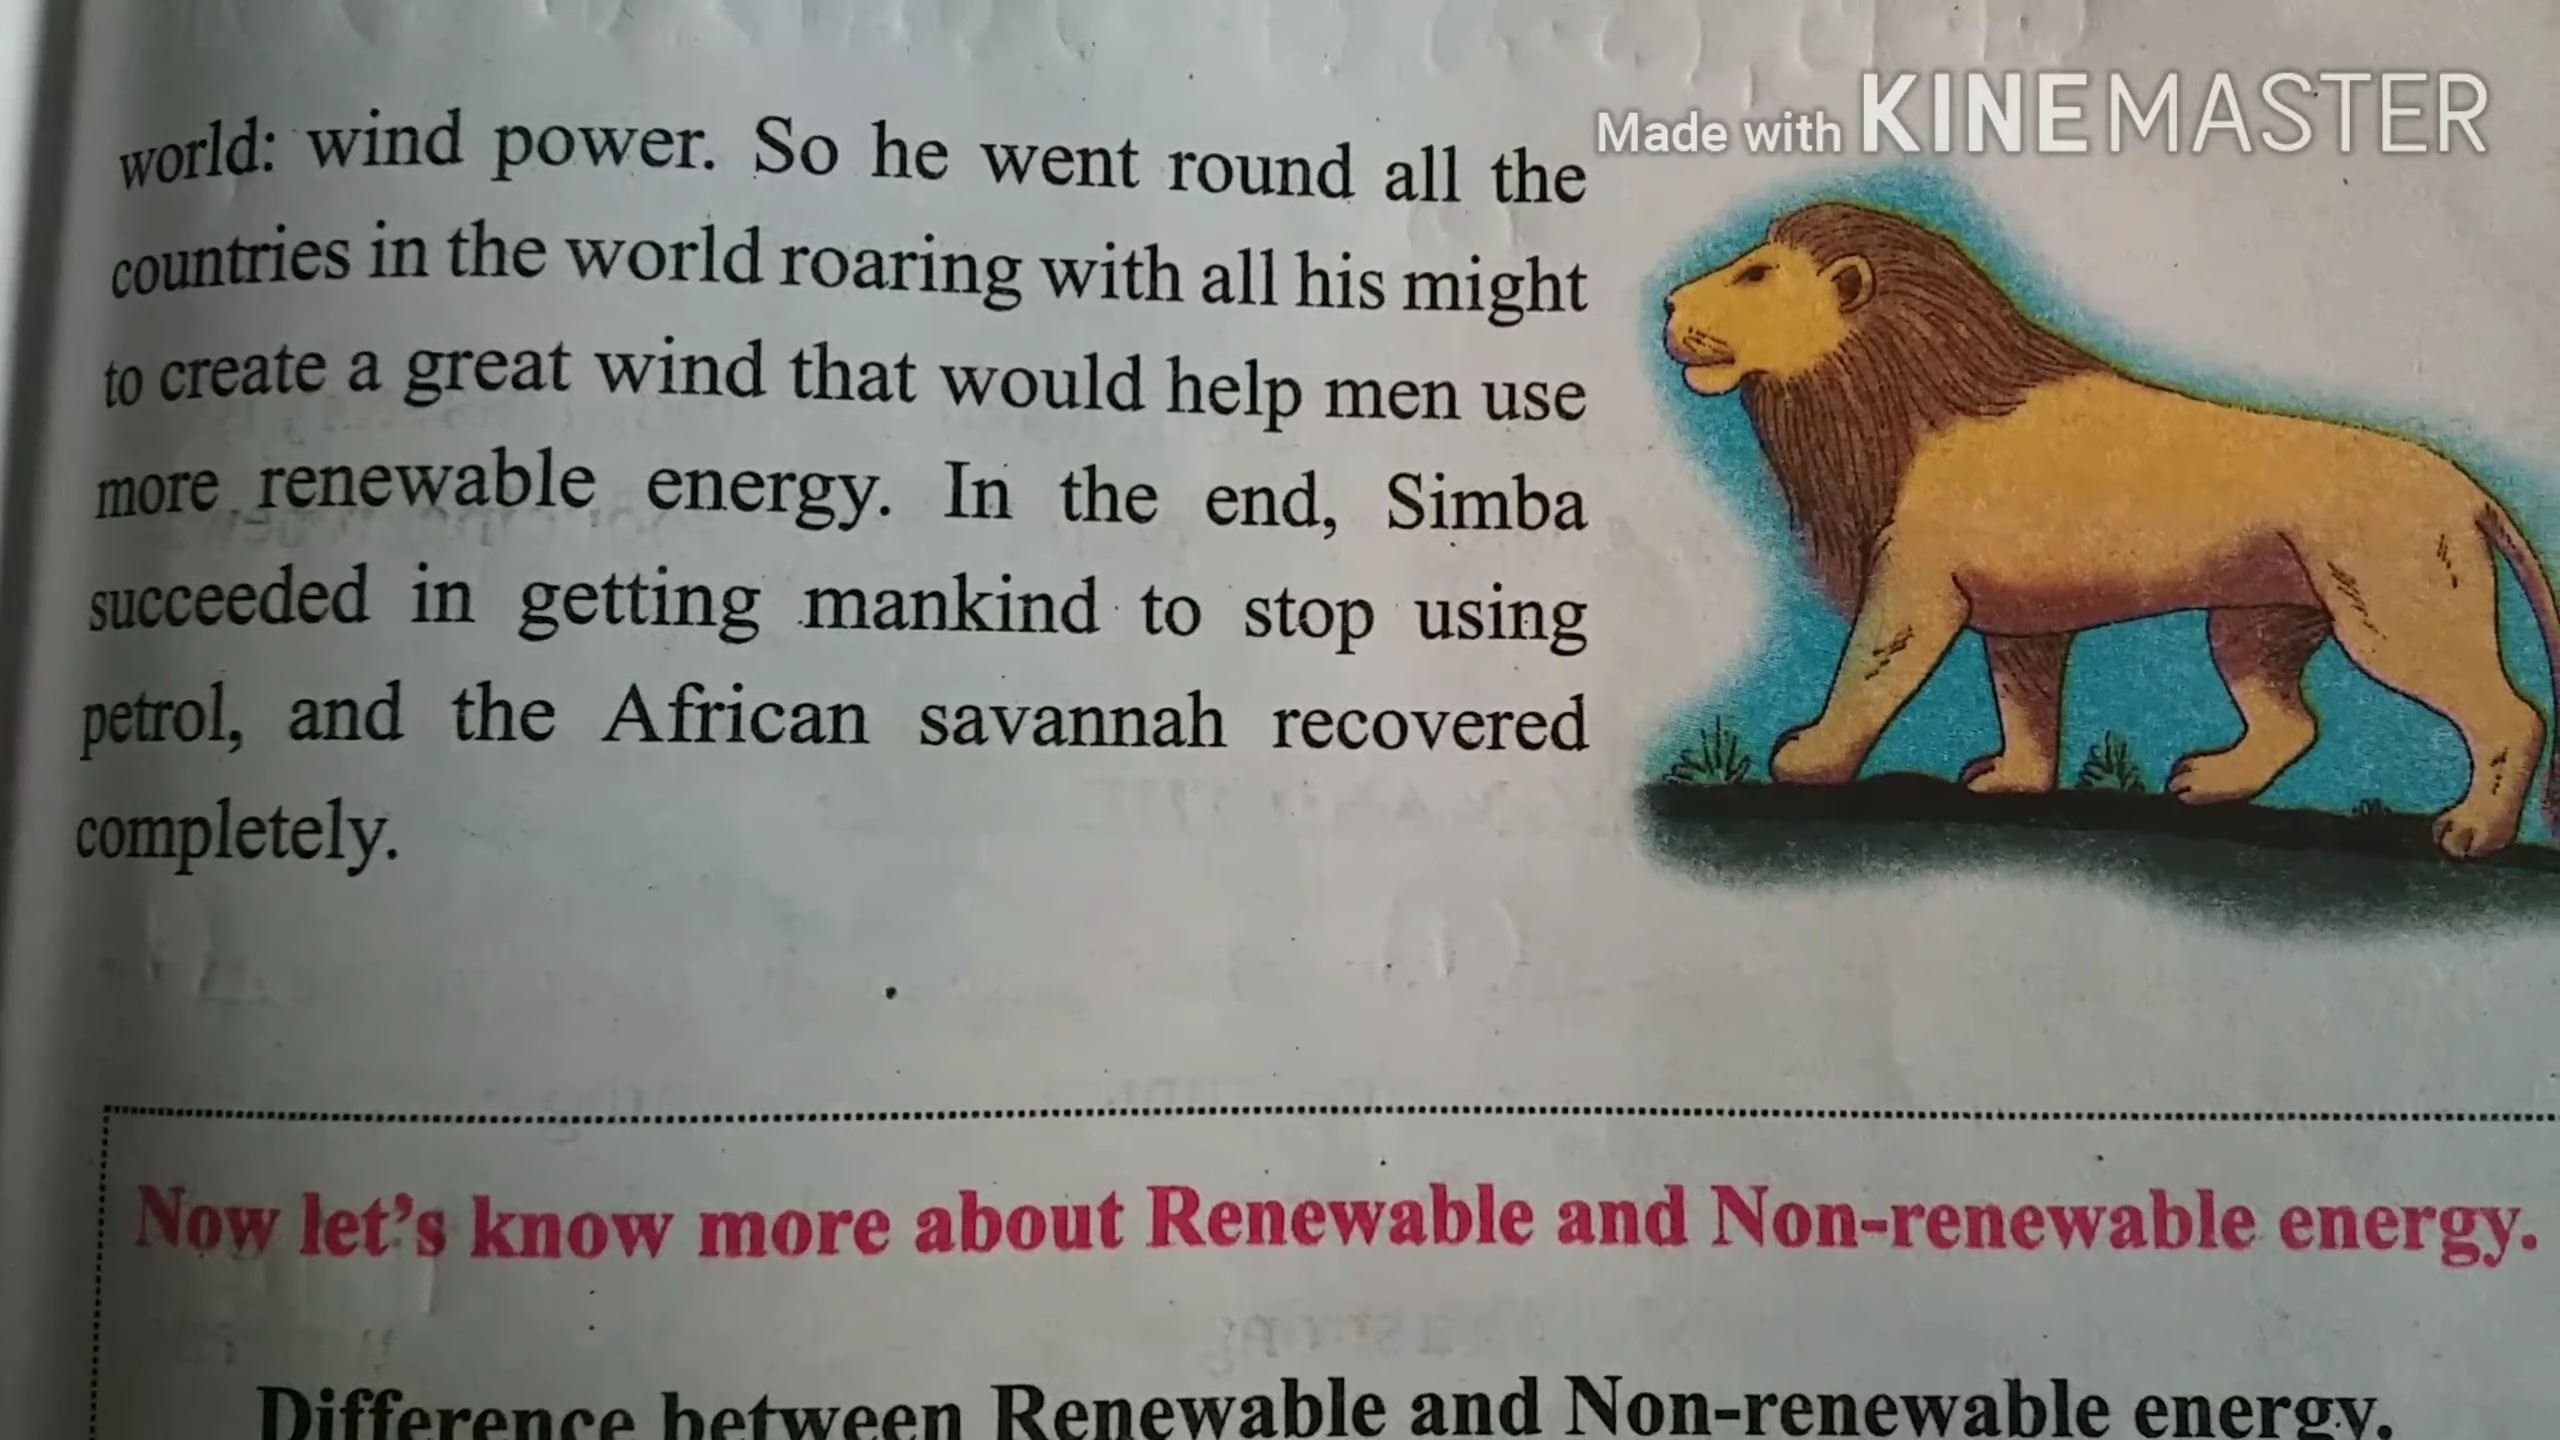 Made with KINEMASTER
world: wind power. So he went round all the
countries in the world roaring with all his might
to create a great wind that would help men use
more renewable energy. In the end, Simba
succeeded in getting mankind to stop using
petrol, and the African savannah recovered
completely.
Now let's know more about Renewable and Non-renewable energy.
Difference between Renewable and Non-renewable energy.